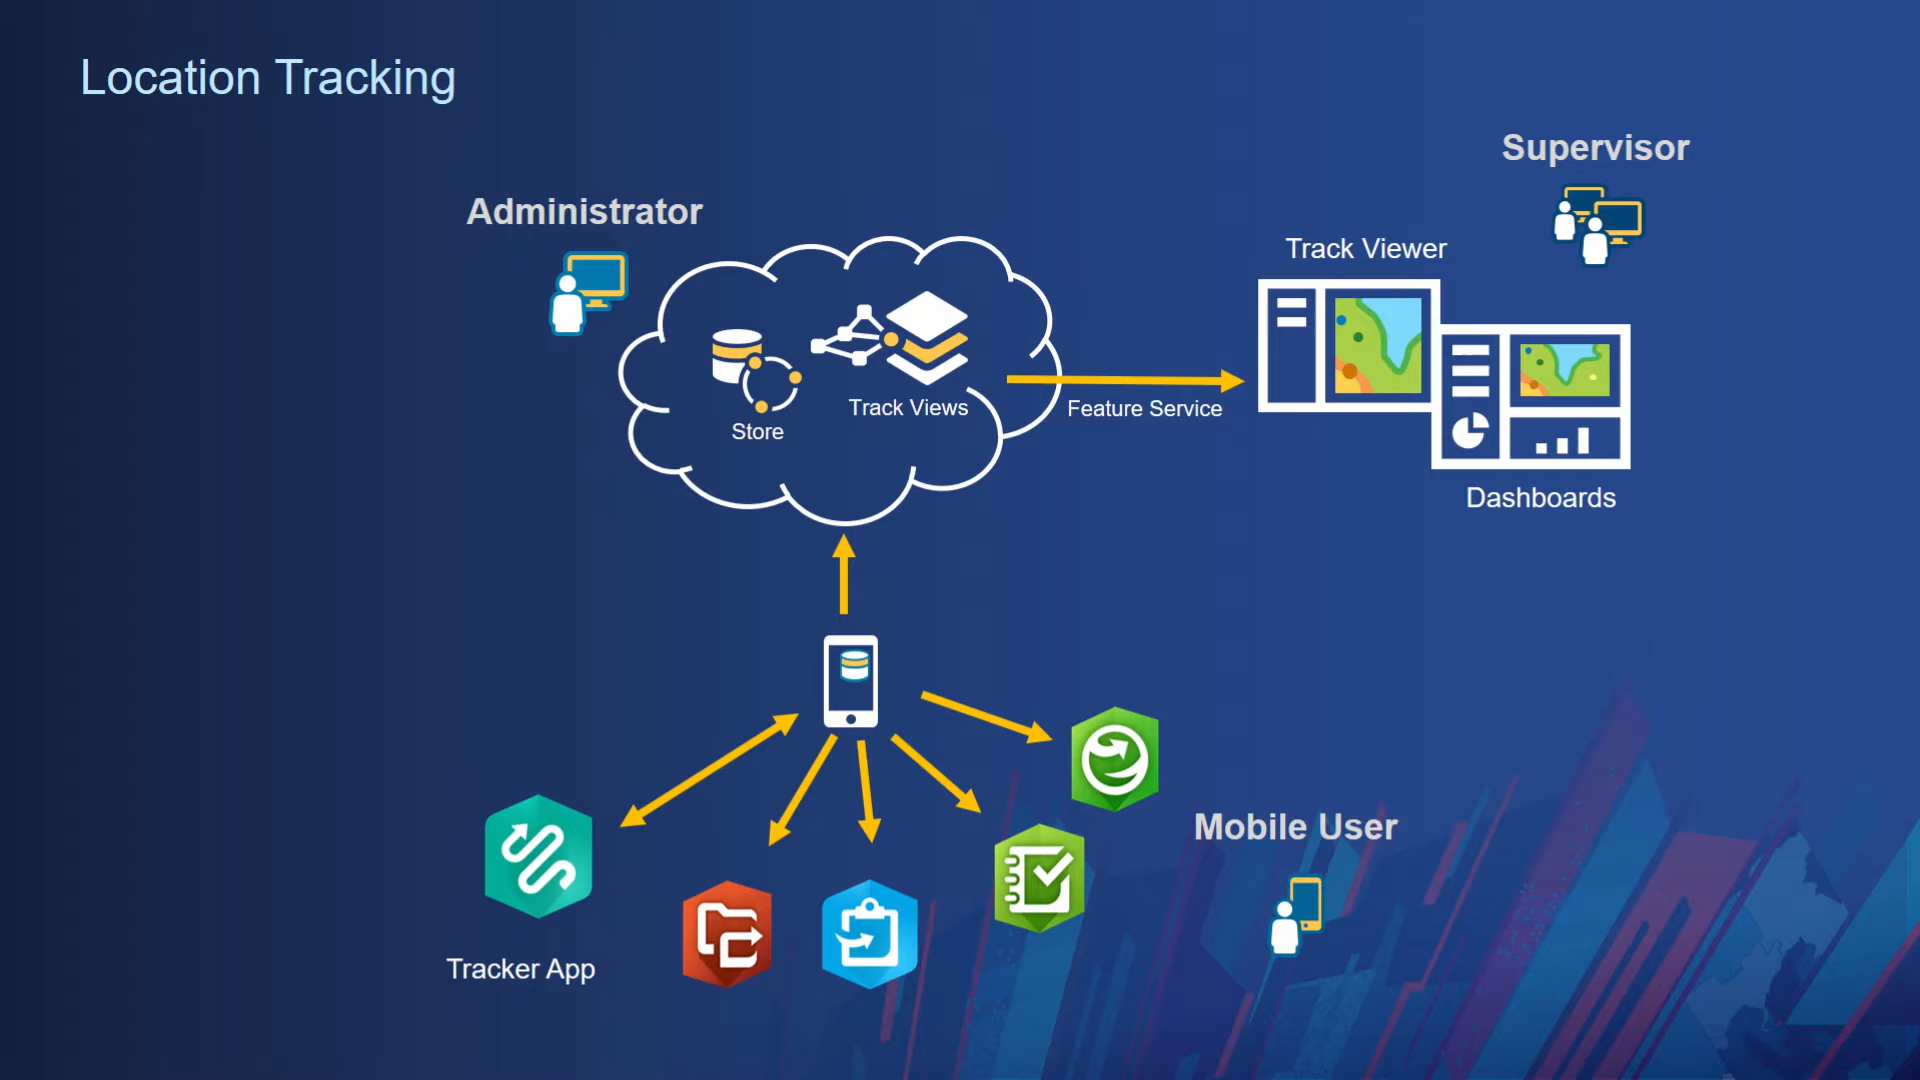 Location Tracking
Supervisor
Administrator
Track Viewer
Track Views
Feature Service
Store
Dashboards
Mobile User
Tracker App